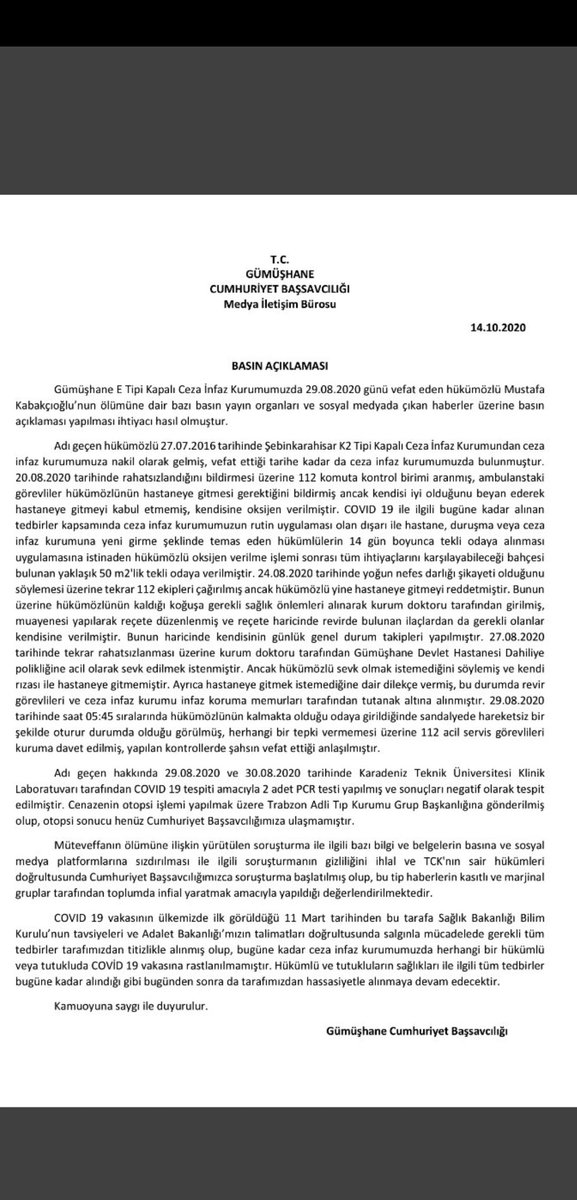 T.C.
GÜMÜŞHANE
CUMHURİYET BAŞSAVCILIĞI
Medya İletişim Bürosu
14.10.2020
BASIN AÇIKLAMASI
Gümüşhane E Tipi Kapalı Ceza İnfaz Kurumumuzda 29.08.2020 günü vefat eden hükümözlü Mustafa
Kabakçıoğlu'nun ölümüne dair bazı basın yayın organları ve sosyal medyada çıkan haberler üzerine basın
açıklaması yapılması ihtiyacı hasıl olmuştur.
Adı geçen hükümözlü 27.07.2016 tarihinde Şebinkarahisar K2 Tipi Kapalı Ceza İnfaz Kurumundan ceza
infaz kurumumuza nakil olarak gelmiş, vefat ettiği tarihe kadar da ceza infaz kurumumuzda bulunmuştur.
20.08.2020 tarihinde rahatsızlandığını bildirmesi üzerine 112 komuta kontrol birimi aranmış, ambulanstaki
görevliler hükümözlünün hastaneye gitmesi gerektiğini bildirmiş ancak kendisi iyi olduğunu beyan ederek
hastaneye gitmeyi kabul etmemiş, kendisine oksijen verilmiştir. COVID 19 ile ilgili bugüne kadar alınan
tedbirler kapsamında ceza infaz kurumumuzun rutin uygulaması olan dışarı ile hastane, duruşma veya ceza
infaz kurumuna yeni girme şeklinde temas eden hükümlülerin 14 gün boyunca tekli odaya alınması
uygulamasına istinaden hükümözlü oksijen verilme işlemi sonrası tüm ihtiyaçlarını karşılayabileceği bahçesi
bulunan yaklaşık 50 m2'lik tekli odaya verilmiştir. 24.08.2020 tarihinde yoğun nefes darlığı şikayeti olduğunu
söylemesi üzerine tekrar 112 ekipleri çağırılmış ancak hükümözlü yine hastaneye gitmeyi reddetmiştir. Bunun
üzerine hükümözlünün kaldığı koğuşa gerekli sağlık önlemleri alınarak kurum doktoru tarafından girilmiş,
muayenesi yapılarak reçete düzenlenmiş ve reçete haricinde revirde bulunan ilaçlardan da gerekli olanlar
kendisine verilmiştir. Bunun haricinde kendisinin günlük genel durum takipleri yapılmıştır. 27.08.2020
tarihinde tekrar rahatsızlanması üzerine kurum doktoru tarafından Gümüşhane Devlet Hastanesi Dahiliye
polikliğine acil olarak sevk edilmek istenmiştir. Ancak hükümözlü sevk olmak istemediğini söylemiş ve kendi
rızası ile hastaneye gitmemiştir. Ayrıca hastaneye gitmek istemediğine dair dilekçe vermiş, bu durumda revir
görevlileri ve ceza infaz kurumu infaz koruma memurları tarafından tutanak altına alınmıştır. 29.08.2020
tarihinde saat 05:45 sıralarında hükümözlünün kalmakta olduğu odaya girildiğinde sandalyede hareketsiz bir
şekilde oturur durumda olduğu görülmüş, herhangi bir tepki vermemesi üzerine 112 acil servis görevlileri
kuruma davet edilmiş, yapılan kontrollerde şahsın vefat ettiği anlaşılmıştır.
Adı geçen hakkında 29.08.2020 ve 30.08.2020 tarihinde Karadeniz Teknik Üniversitesi Klinik
Laboratuvarı tarafından COVID 19 tespiti amacıyla 2 adet PCR testi yapılmış ve sonuçları negatif olarak tespit
edilmiştir. Cenazenin otopsi işlemi yapılmak üzere Trabzon Adli Tıp Kurumu Grup Başkanlığına gönderilmiş
olup, otopsi sonucu henüz Cumhuriyet Başsavcılığımıza ulaşmamıştır.
Müteveffanın ölümüne ilişkin yürütülen soruşturma ile ilgili bazı bilgi ve belgelerin basına ve sosyal
medya platformlarına sızdırılması ile ilgili soruşturmanın gizliliğini ihlal ve TCK'nın sair hükümleri
doğrultusunda Cumhuriyet Başsavcılığımızca soruşturma başlatılmış olup, bu tip haberlerin kasıtlı ve marjinal
gruplar tarafından toplumda infial yaratmak amacıyla yapıldığı değerlendirilmektedir.
COVID 19 vakasının ülkemizde ilk görüldüğü 11 Mart tarihinden bu tarafa Sağlık Bakanlığı Bilim
Kurulu'nun tavsiyeleri ve Adalet Bakanlığı'mızın talimatları doğrultusunda salgınla mücadelede gerekli tüm
tedbirler tarafımızdan titizlikle alınmış olup, bugüne kadar ceza infaz kurumumuzda herhangi bir hükümlü
veya tutukluda COVİD 19 vakasına rastlanılmamıştır. Hükümlü ve tutukluların sağlıkları ile ilgili tüm tedbirler
bugüne kadar alındığı gibi bugünden sonra da tarafımızdan hassasiyetle alınmaya devam edecektir.
Kamuoyuna saygı ile duyurulur.
Gümüşhane Cumhuriyet Başsavcılığı